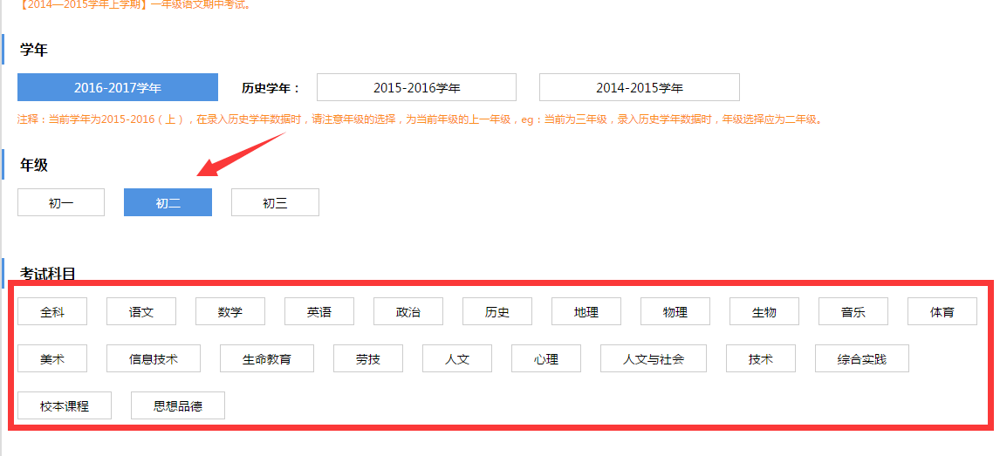 【2014—2015学年上学期】一年级语文期中考试。
学年
2016-2017学年 历史学年： 2015-2016学年 2014-2015学年
注释：当前学年为2015-2016（上），在录入历史学年数据时，请注意年级的选择，为当前年级的上一年级，eg：当前为三年级，录入历史学年数据时，年级选择应为二年级。
年级
初一 初二 初三
考试科目
全科 语文 数学 英语 政治 历史 地理 物理 生物 音乐 体育
美术 信息技术 生命教育 劳技 人文 心理 人文与社会 技术 综合实践
校本课程 思想品德